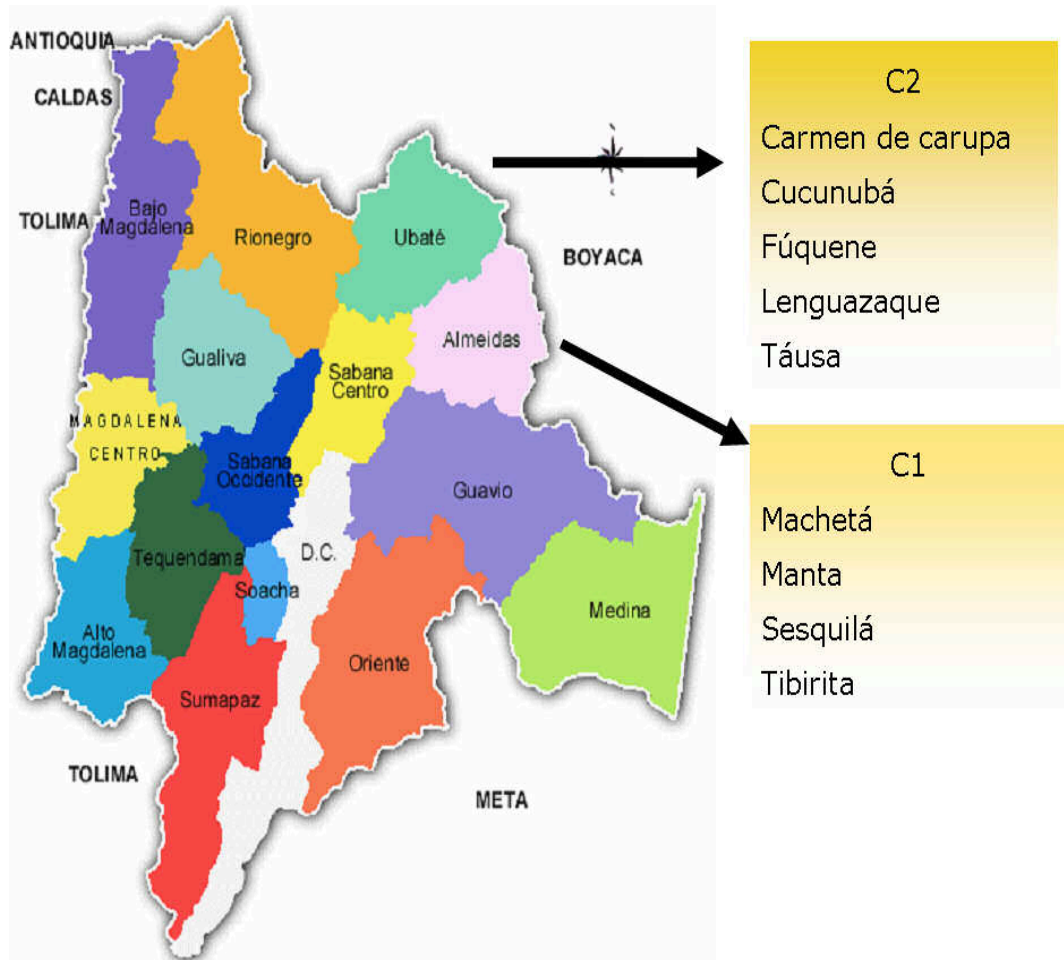 ANTIOQUIA
CALDAS
TOLIMA
Bajo
Magdalena
Rionegro
Ubaté
BOYACA
Gualiva
Sabana
Centro
Almeidas
MAGDALENA
CENTRO
Sabana
Occidente
Guavio
Tequendama
D.C.
Soacha
Medina
Alto
Magdalena
Oriente
Sumapaz
TOLIMA
META
C2
Carmen de carupa
Cucunubá
Fúquene
Lenguazaque
Táusa
C1
Machetá
Manta
Sesquilá
Tibirita